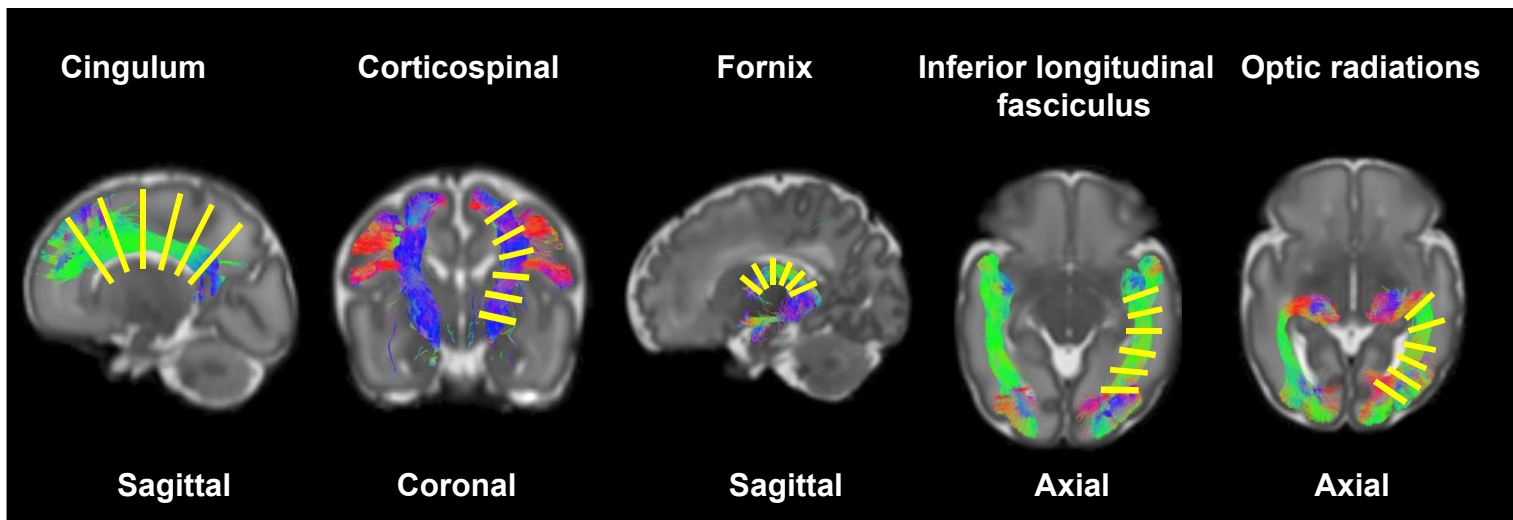 Cingulum
Corticospinal
Fornix
Inferior longitudinal
fasciculus
Optic radiations
Sagittal
Coronal
Sagittal
Axial
Axial